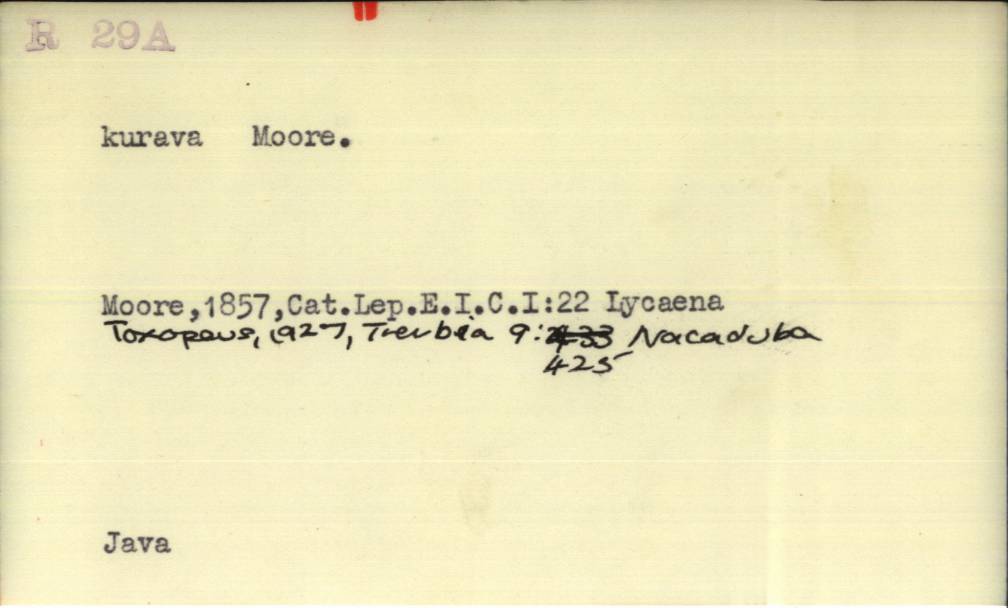 R 29A
kurava Moore.
Moore,1857,Cat.Lep.E.I.C.I:22 Lycaena
Toxopeus, 1927, Treubia 9: 433 Nacaduba
425
Java